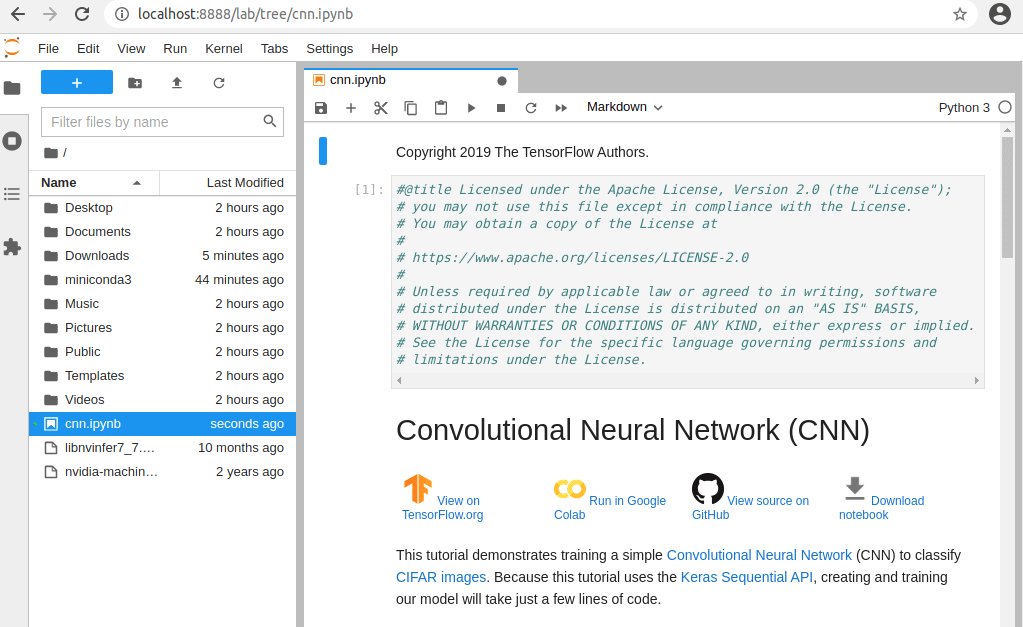 localhost:8888/lab/tree/cnn.ipynb
File Edit View Run Kernel Tabs Settings Help
cnn.ipynb
Markdown
Python 3
Filter files by name
/
Name Last Modified
Desktop 2 hours ago
Documents 2 hours ago
Downloads 5 minutes ago
miniconda3 44 minutes ago
Music 2 hours ago
Pictures 2 hours ago
Public 2 hours ago
Templates 2 hours ago
Videos 2 hours ago
cnn.ipynb seconds ago
libnvinfer7_7.… 10 months ago
nvidia-machin… 2 years ago
Copyright 2019 The TensorFlow Authors.
[1]: #@title Licensed under the Apache License, Version 2.0 (the "License");
# you may not use this file except in compliance with the License.
# You may obtain a copy of the License at
#
# https://www.apache.org/licenses/LICENSE-2.0
#
# Unless required by applicable law or agreed to in writing, software
# distributed under the License is distributed on an "AS IS" BASIS,
# WITHOUT WARRANTIES OR CONDITIONS OF ANY KIND, either express or implied.
# See the License for the specific language governing permissions and
# limitations under the License.
Convolutional Neural Network (CNN)
View on
TensorFlow.org
Run in Google
Colab
View source on
GitHub
Download
notebook
This tutorial demonstrates training a simple Convolutional Neural Network (CNN) to classify
CIFAR images. Because this tutorial uses the Keras Sequential API, creating and training
our model will take just a few lines of code.